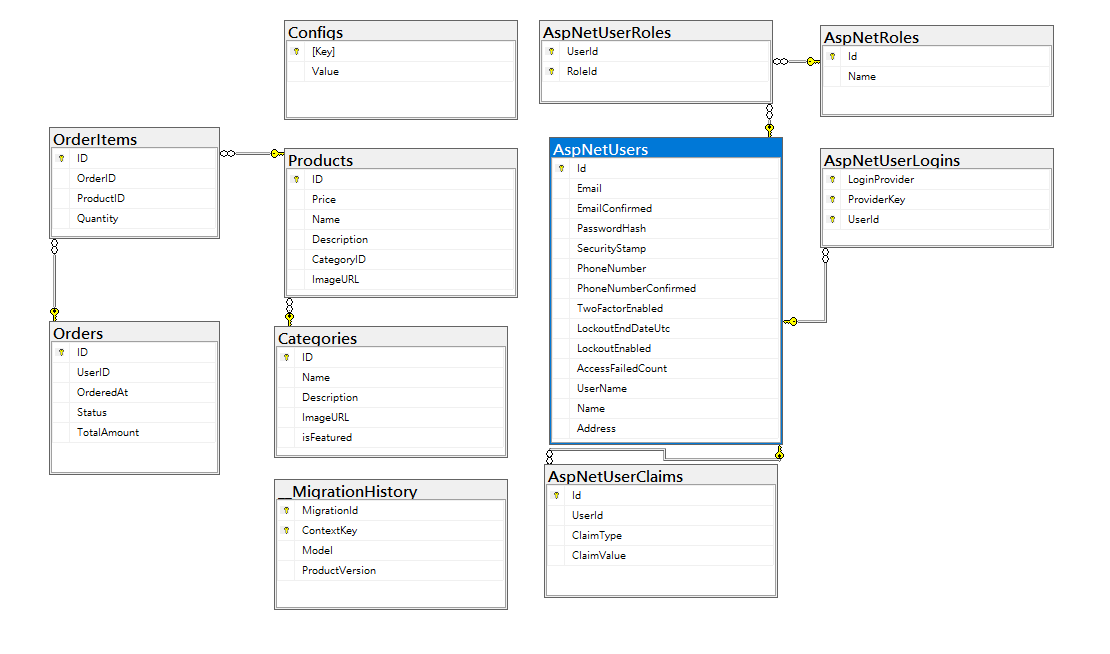 Configs
[Key]
Value
AspNetUserRoles
UserId
RoleId
AspNetRoles
Id
Name
OrderItems
ID
OrderID
ProductID
Quantity
Products
ID
Price
Name
Description
CategoryID
ImageURL
AspNetUsers
Id
Email
EmailConfirmed
PasswordHash
SecurityStamp
PhoneNumber
PhoneNumberConfirmed
TwoFactorEnabled
LockoutEndDateUtc
LockoutEnabled
AccessFailedCount
UserName
Name
Address
AspNetUserLogins
LoginProvider
ProviderKey
UserId
Orders
ID
UserID
OrderedAt
Status
TotalAmount
Categories
ID
Name
Description
ImageURL
isFeatured
__MigrationHistory
MigrationId
ContextKey
Model
ProductVersion
AspNetUserClaims
Id
UserId
ClaimType
ClaimValue